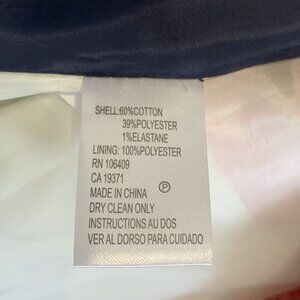 SHELL:60%COTTON
39%POLYESTER
1%ELASTANE
LINING: 100%POLYESTER
RN 106409
CA 19371
MADE IN CHINA
P
DRY CLEAN ONLY
INSTRUCTIONS AU DOS
VER AL DORSO PARA CUIDADO